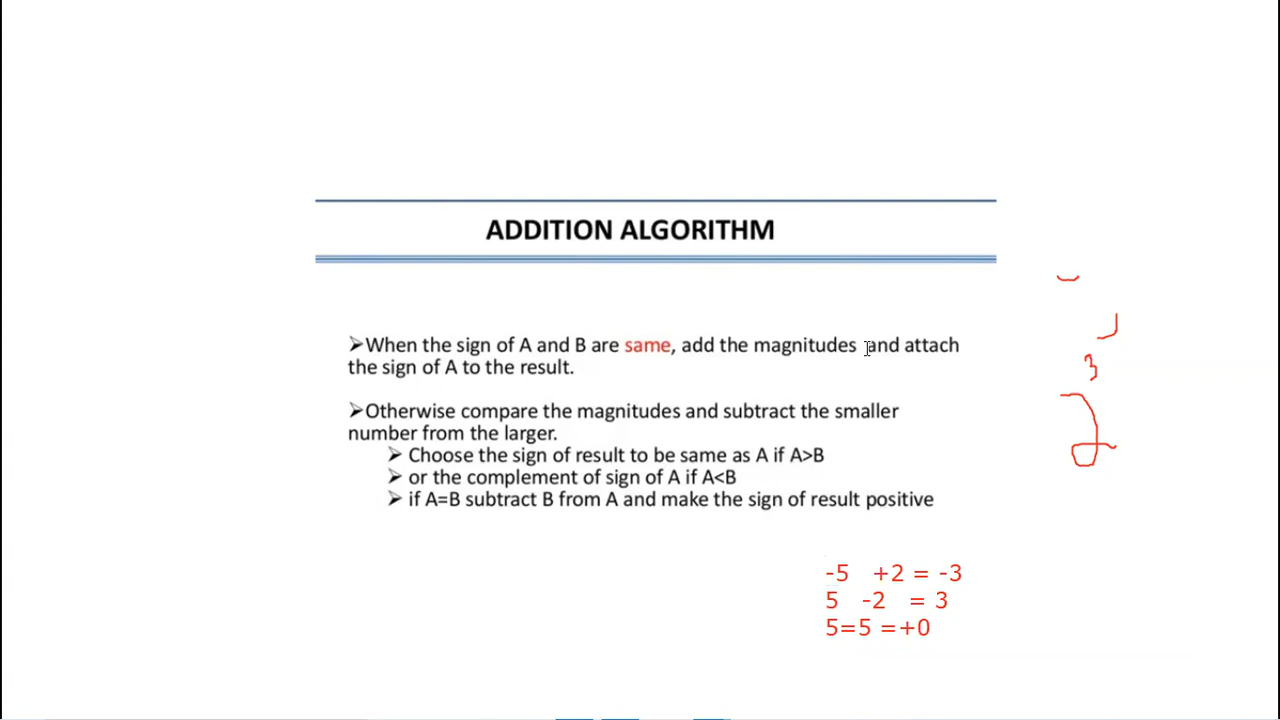 ADDITION ALGORITHM
➢When the sign of A and B are same, add the magnitudes and attach
the sign of A to the result.
➢Otherwise compare the magnitudes and subtract the smaller
number from the larger.
➢ Choose the sign of result to be same as A if A>B
➢ or the complement of sign of A if A<B
➢ if A=B subtract B from A and make the sign of result positive
-5 +2 = -3
5 -2 = 3
5=5 =+0
3